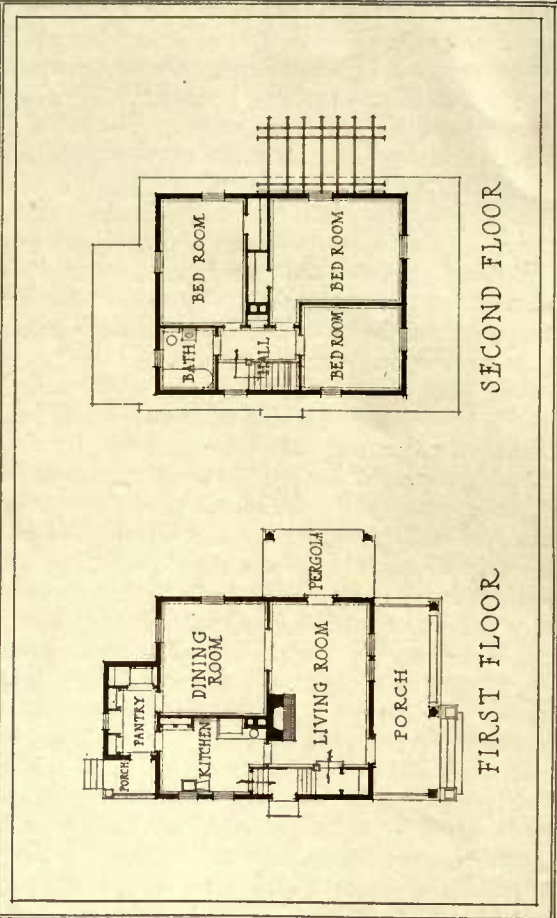 BED ROOM
BED ROOM
BATH
HALL
BED ROOM
SECOND FLOOR
PERGOLA
DINING
ROOM
LIVING ROOM
PANTRY
KITCHEN
PORCH
PORCH
FIRST FLOOR